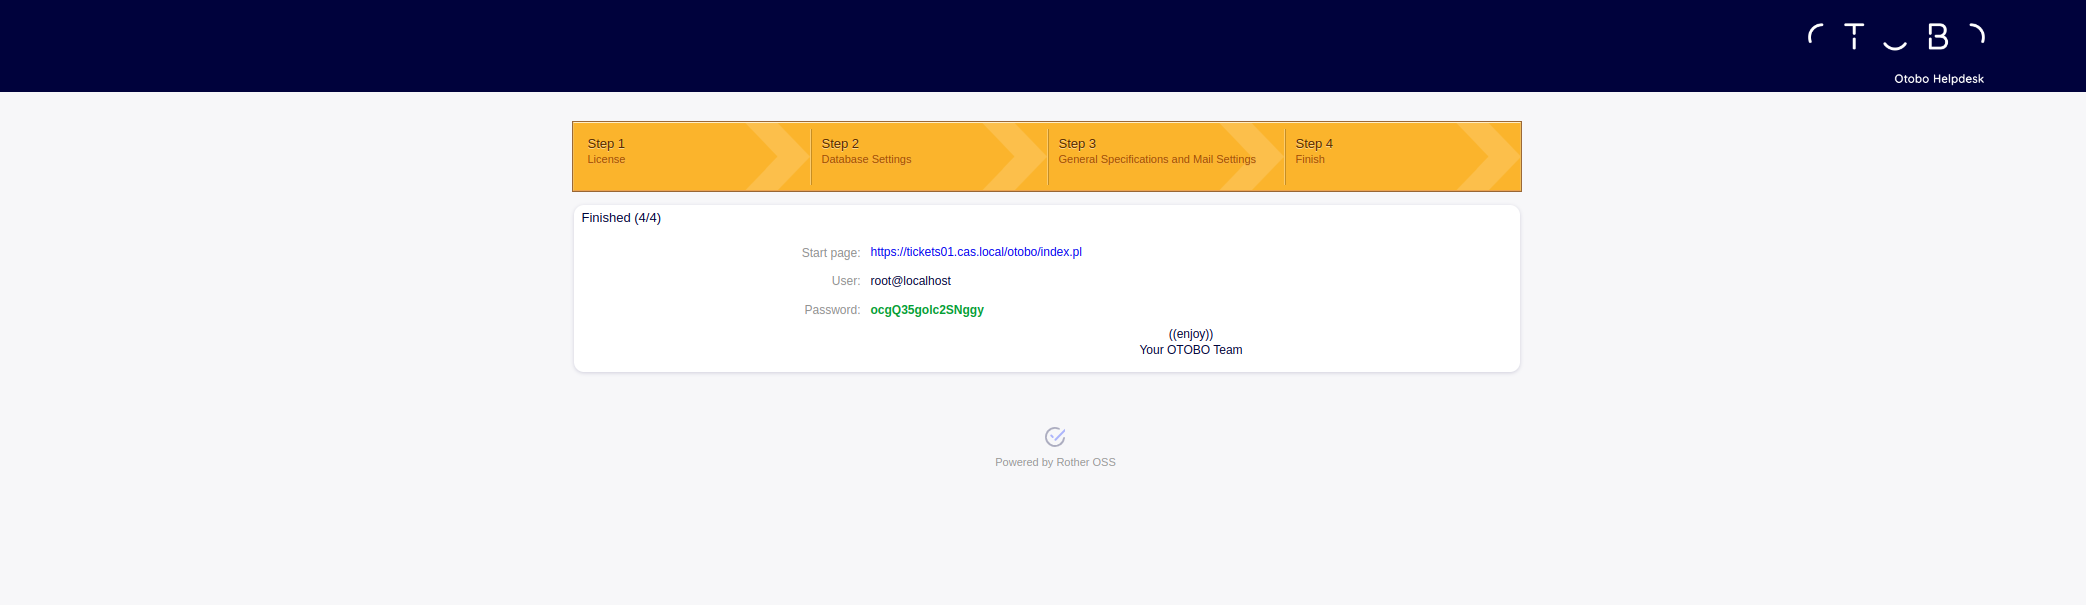 OTOBO
Otobo Helpdesk
Step 1
License
Step 2
Database Settings
Step 3
General Specifications and Mail Settings
Step 4
Finish
Finished (4/4)
Start page: https://tickets01.cas.local/otobo/index.pl
User: root@localhost
Password: ocgQ35golc2SNggy
((enjoy))
Your OTOBO Team
Powered by Rother OSS